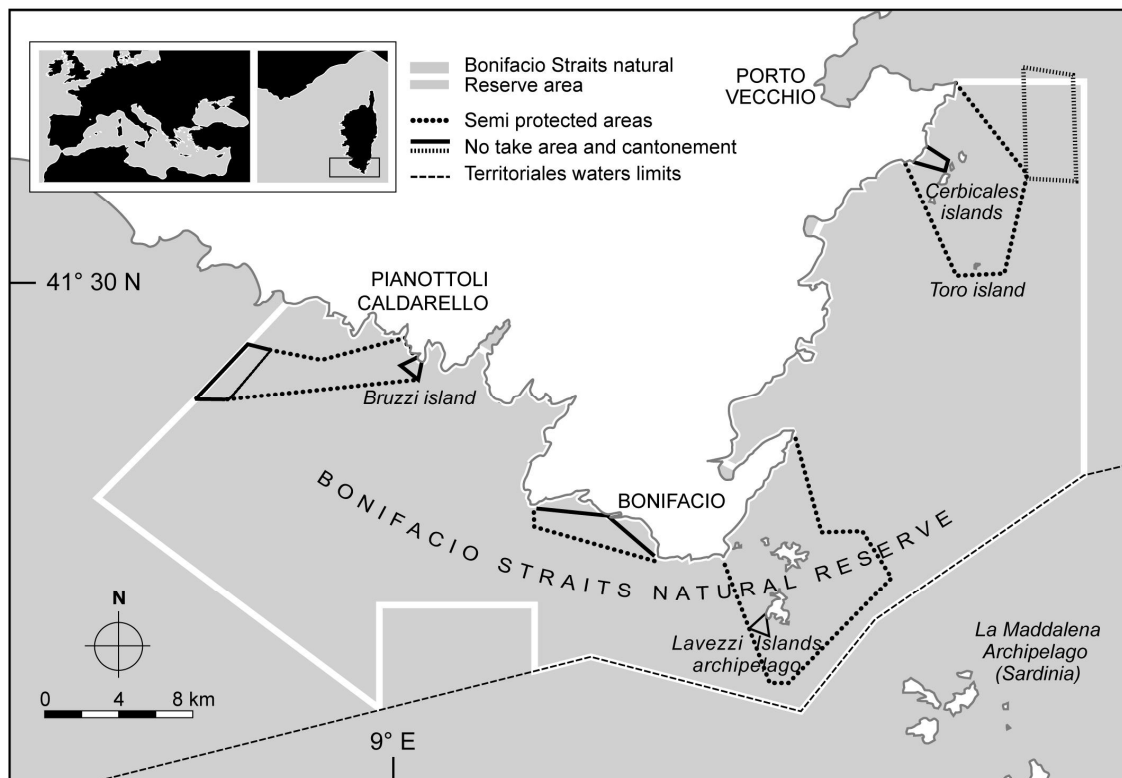 Bonifacio Straits natural
Reserve area
Semi protected areas
No take area and cantonement
Territoriales waters limits
PORTO
VECCHIO
Cerbicales
islands
Toro island
41° 30 N
PIANOTTOLI
CALDARELLO
Bruzzi island
BONIFACIO
BONIFACIO STRAITS NATURAL RESERVE
Lavezzi Islands
archipelago
La Maddalena
Archipelago
(Sardinia)
N
0 4 8 km
9° E